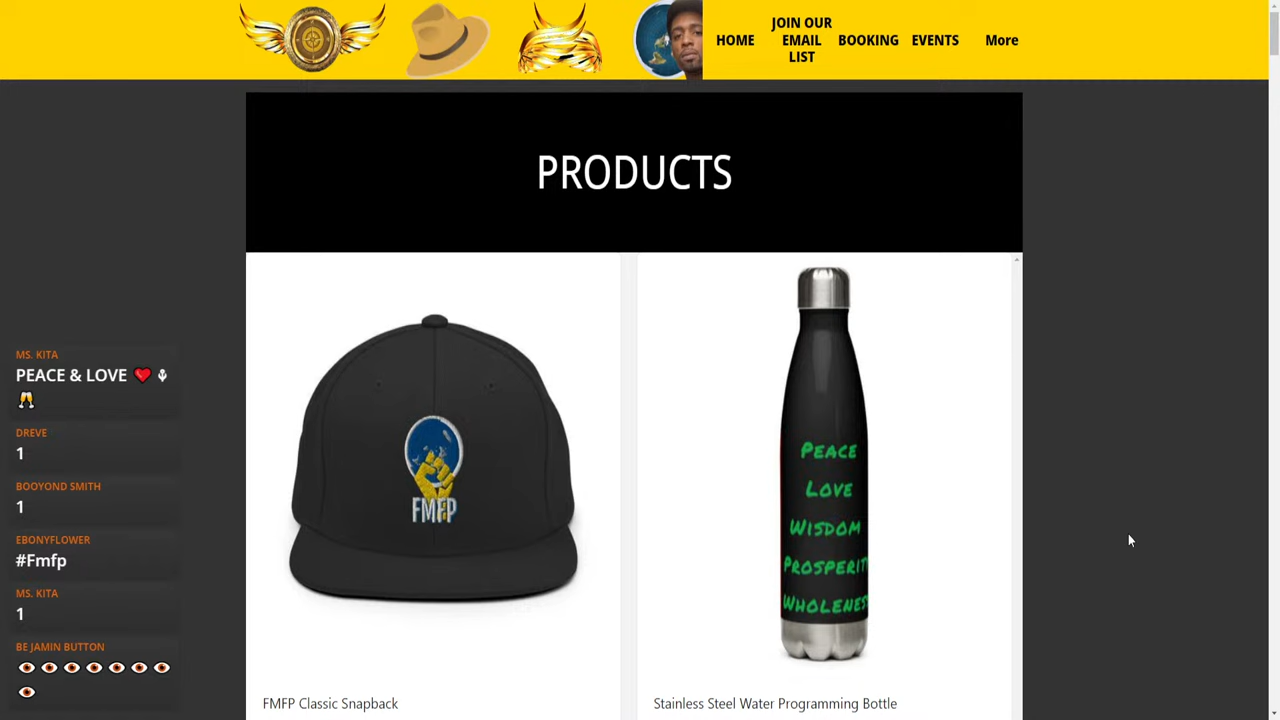 HOME
JOIN OUR
EMAIL
LIST
BOOKING
EVENTS
More
PRODUCTS
MS. KITA
PEACE & LOVE ❤️
🥂
DREVE
1
BOOYOND SMITH
1
EBONYFLOWER
#Fmfp
MS. KITA
1
BE JAMIN BUTTON
👁👁👁👁👁👁👁
👁
FMFP
PEACE
LOVE
WISDOM
PROSPERIT
WHOLENES
FMFP Classic Snapback
Stainless Steel Water Programming Bottle